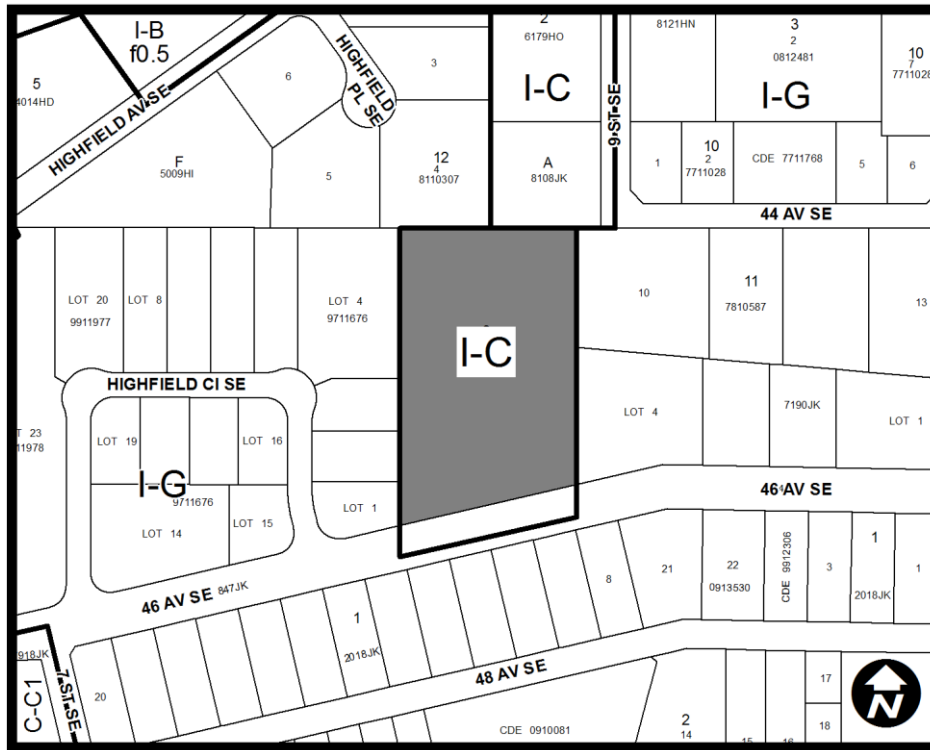 I-B
f0.5
5
4014HD
HIGHFIELD AV SE
6
HIGHFIELD
PL SE
3
2
6179HO
I-C
9 ST SE
8121HN
3
2
0812481
I-G
10
7
7711028
F
5009HI
5
12
4
8110307
A
8108JK
1
10
2
7711028
CDE 7711768
5
6
44 AV SE
LOT 20
9911977
LOT 8
LOT 4
9711676
I-C
10
11
7810587
13
HIGHFIELD CI SE
LOT 19
LOT 16
I-G
9711676
LOT 14
LOT 15
LOT 1
LOT 4
7190JK
LOT 1
T 23
11978
46 AV SE
46 AV SE
847JK
1
2018JK
8
21
22
0913530
CDE 9912306
3
1
2018JK
1
918JK
C-C1
7 ST SE
20
48 AV SE
CDE 0910081
2
14
15
16
17
18
N